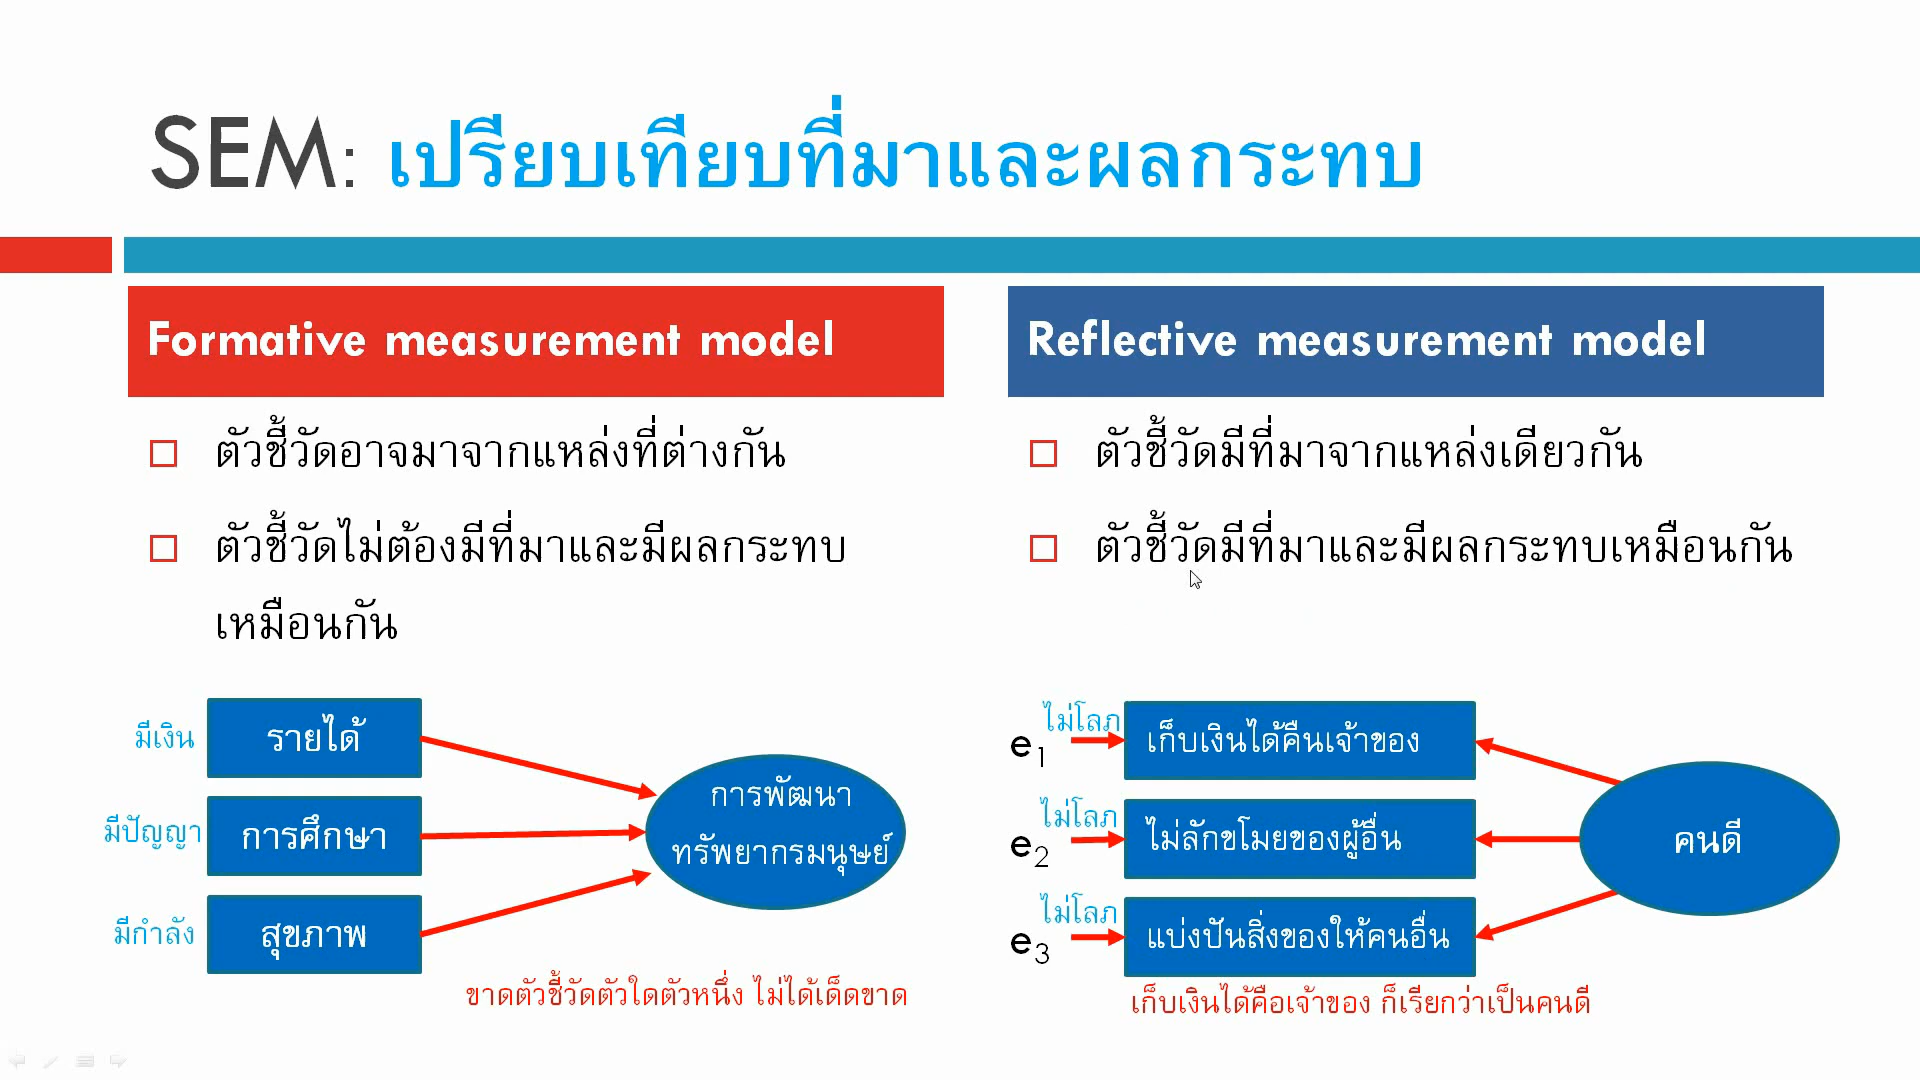 SEM: เปรียบเทียบที่มาและผลกระทบ
Formative measurement model
ตัวชี้วัดอาจมาจากแหล่งที่ต่างกัน
ตัวชี้วัดไม่ต้องมีที่มาและมีผลกระทบ
เหมือนกัน
มีเงิน
รายได้
มีปัญญา
การศึกษา
มีกำลัง
สุขภาพ
การพัฒนา
ทรัพยากรมนุษย์
ขาดตัวชี้วัดตัวใดตัวหนึ่ง ไม่ได้เด็ดขาด
Reflective measurement model
ตัวชี้วัดมีที่มาจากแหล่งเดียวกัน
ตัวชี้วัดมีที่มาและมีผลกระทบเหมือนกัน
ไม่โลภ
e1
เก็บเงินได้คืนเจ้าของ
ไม่โลภ
e2
ไม่ลักขโมยของผู้อื่น
ไม่โลภ
e3
แบ่งปันสิ่งของให้คนอื่น
คนดี
เก็บเงินได้คือเจ้าของ ก็เรียกว่าเป็นคนดี